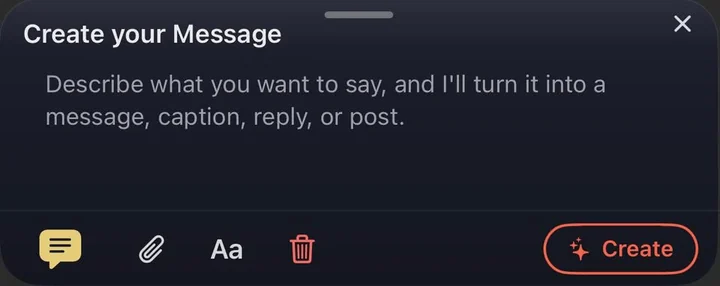 Create your Message
Describe what you want to say, and I'll turn it into a
message, caption, reply, or post.
Aa
Create